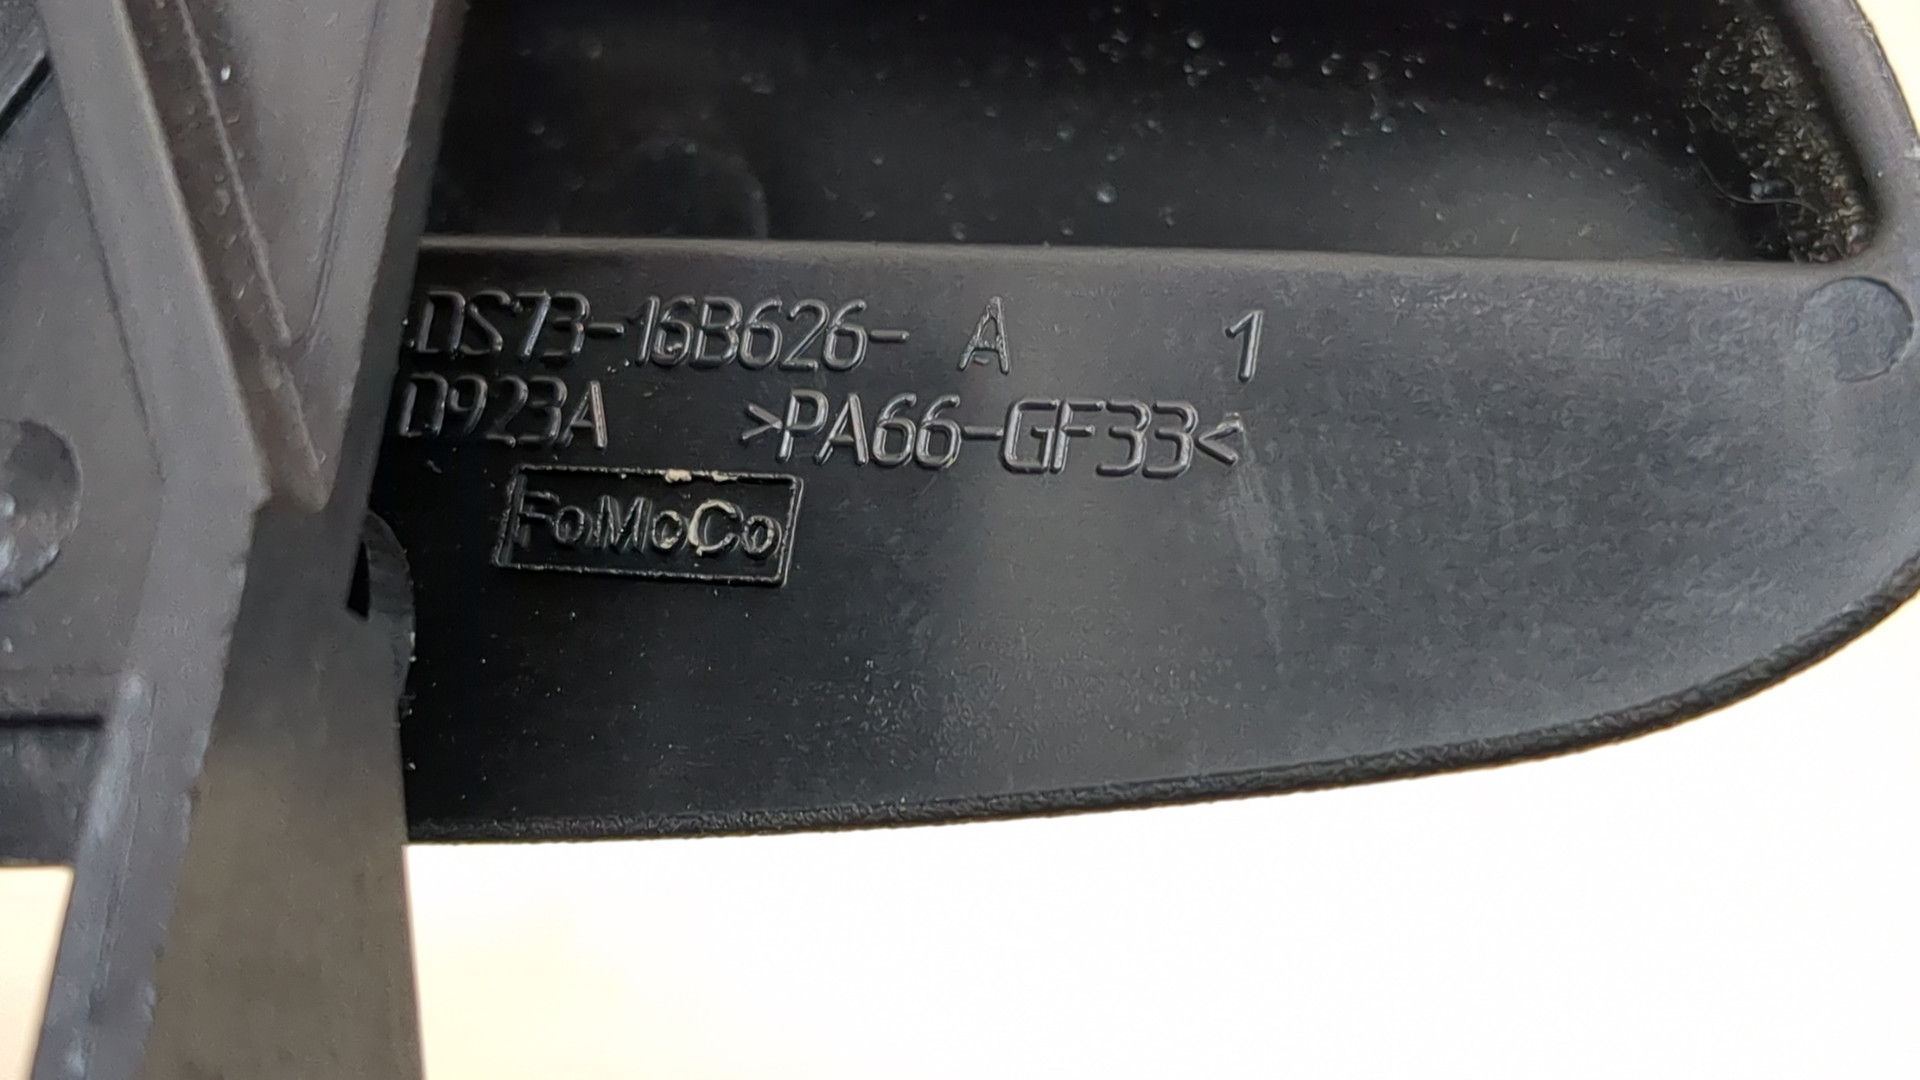 DS73-16B626- A 1
D923A >PA66-GF33<
FoMoCo